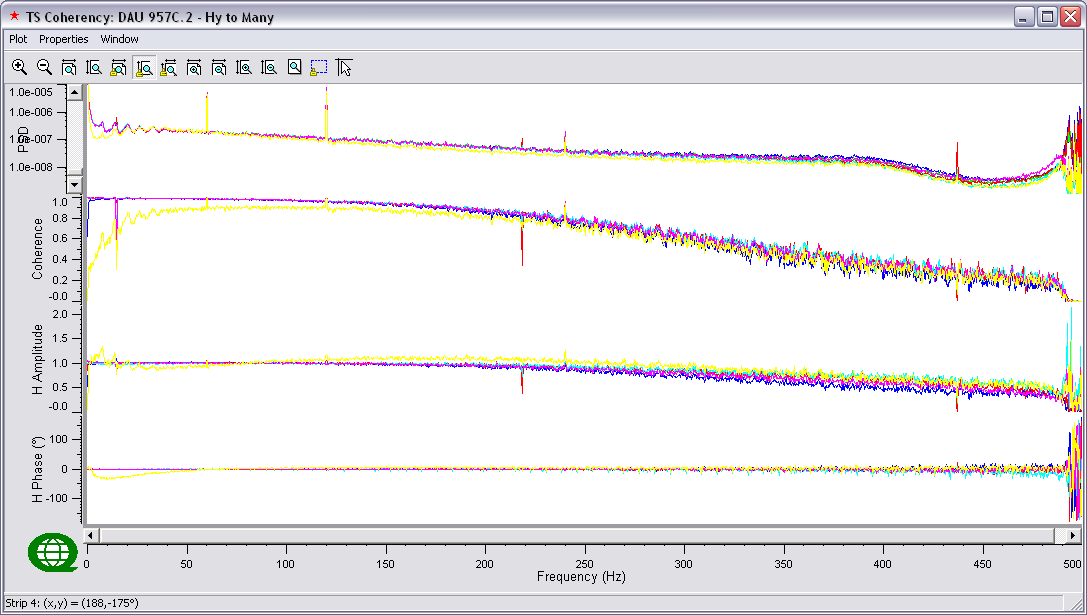 TS Coherency: DAU 957C.2 - Hy to Many
Plot Properties Window
PSD
1.0e-005
1.0e-006
1.0e-007
1.0e-008
Coherence
1.0
0.8
0.6
0.4
0.2
-0.0
H Amplitude
2.0
1.5
1.0
0.5
-0.0
H Phase (°)
100
0
-100
0 50 100 150 200 250 300 350 400 450 500
Frequency (Hz)
Strip 4: (x,y) = (188,-175°)